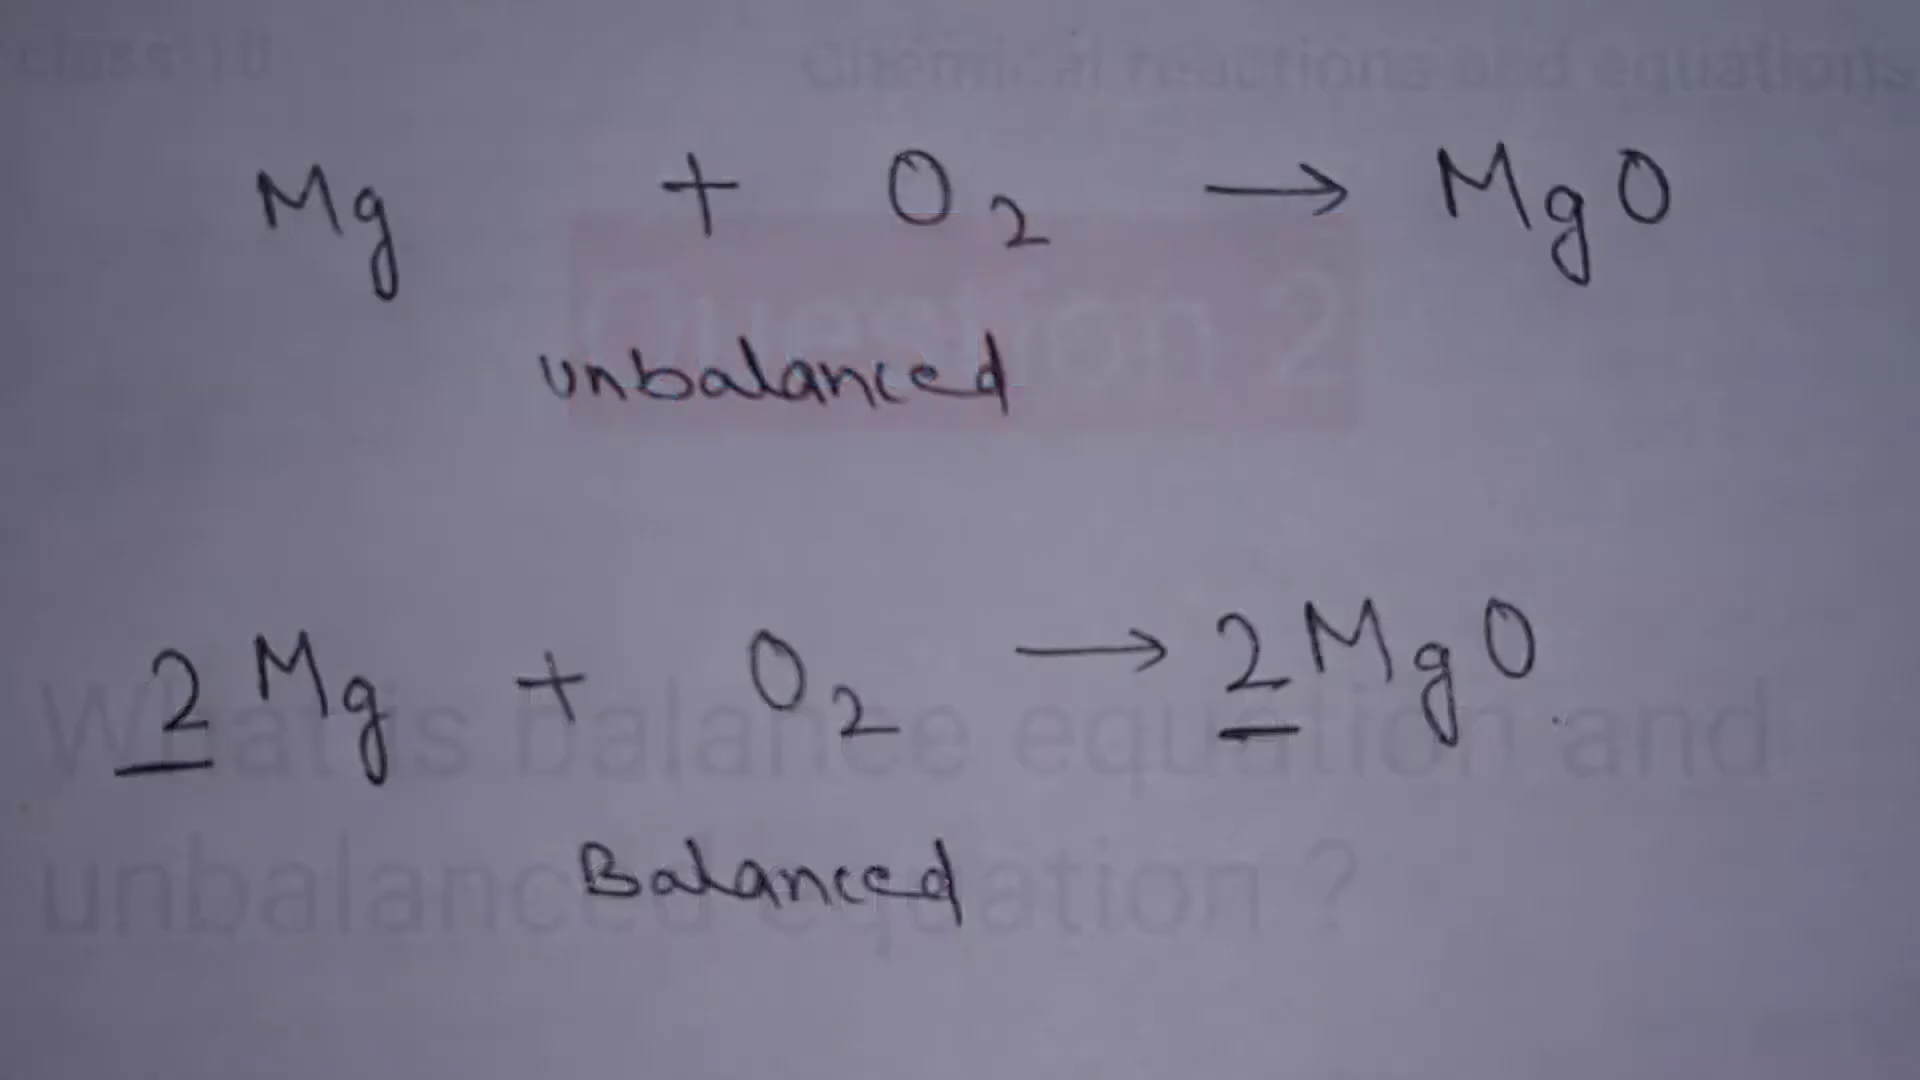 class 10
Chemical reactions and equations
Mg + O2 → MgO
Question 2
unbalanced
2Mg + O2 → 2MgO
What is balance equation and
unbalanced equation ?
Balanced